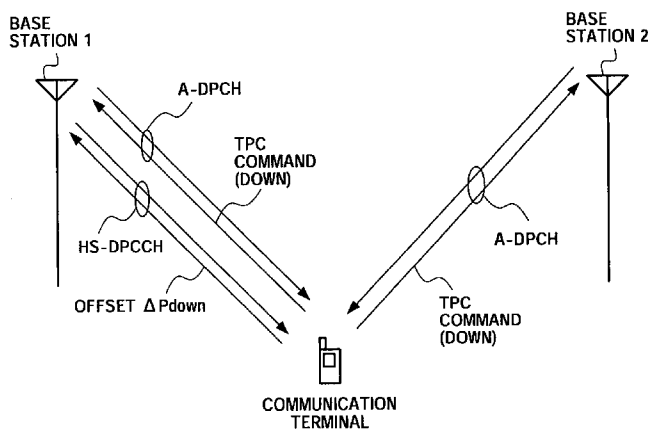 BASE
STATION 1
BASE
STATION 2
A-DPCH
TPC
COMMAND
(DOWN)
HS-DPCCH
A-DPCH
OFFSET ΔPdown
TPC
COMMAND
(DOWN)
COMMUNICATION
TERMINAL